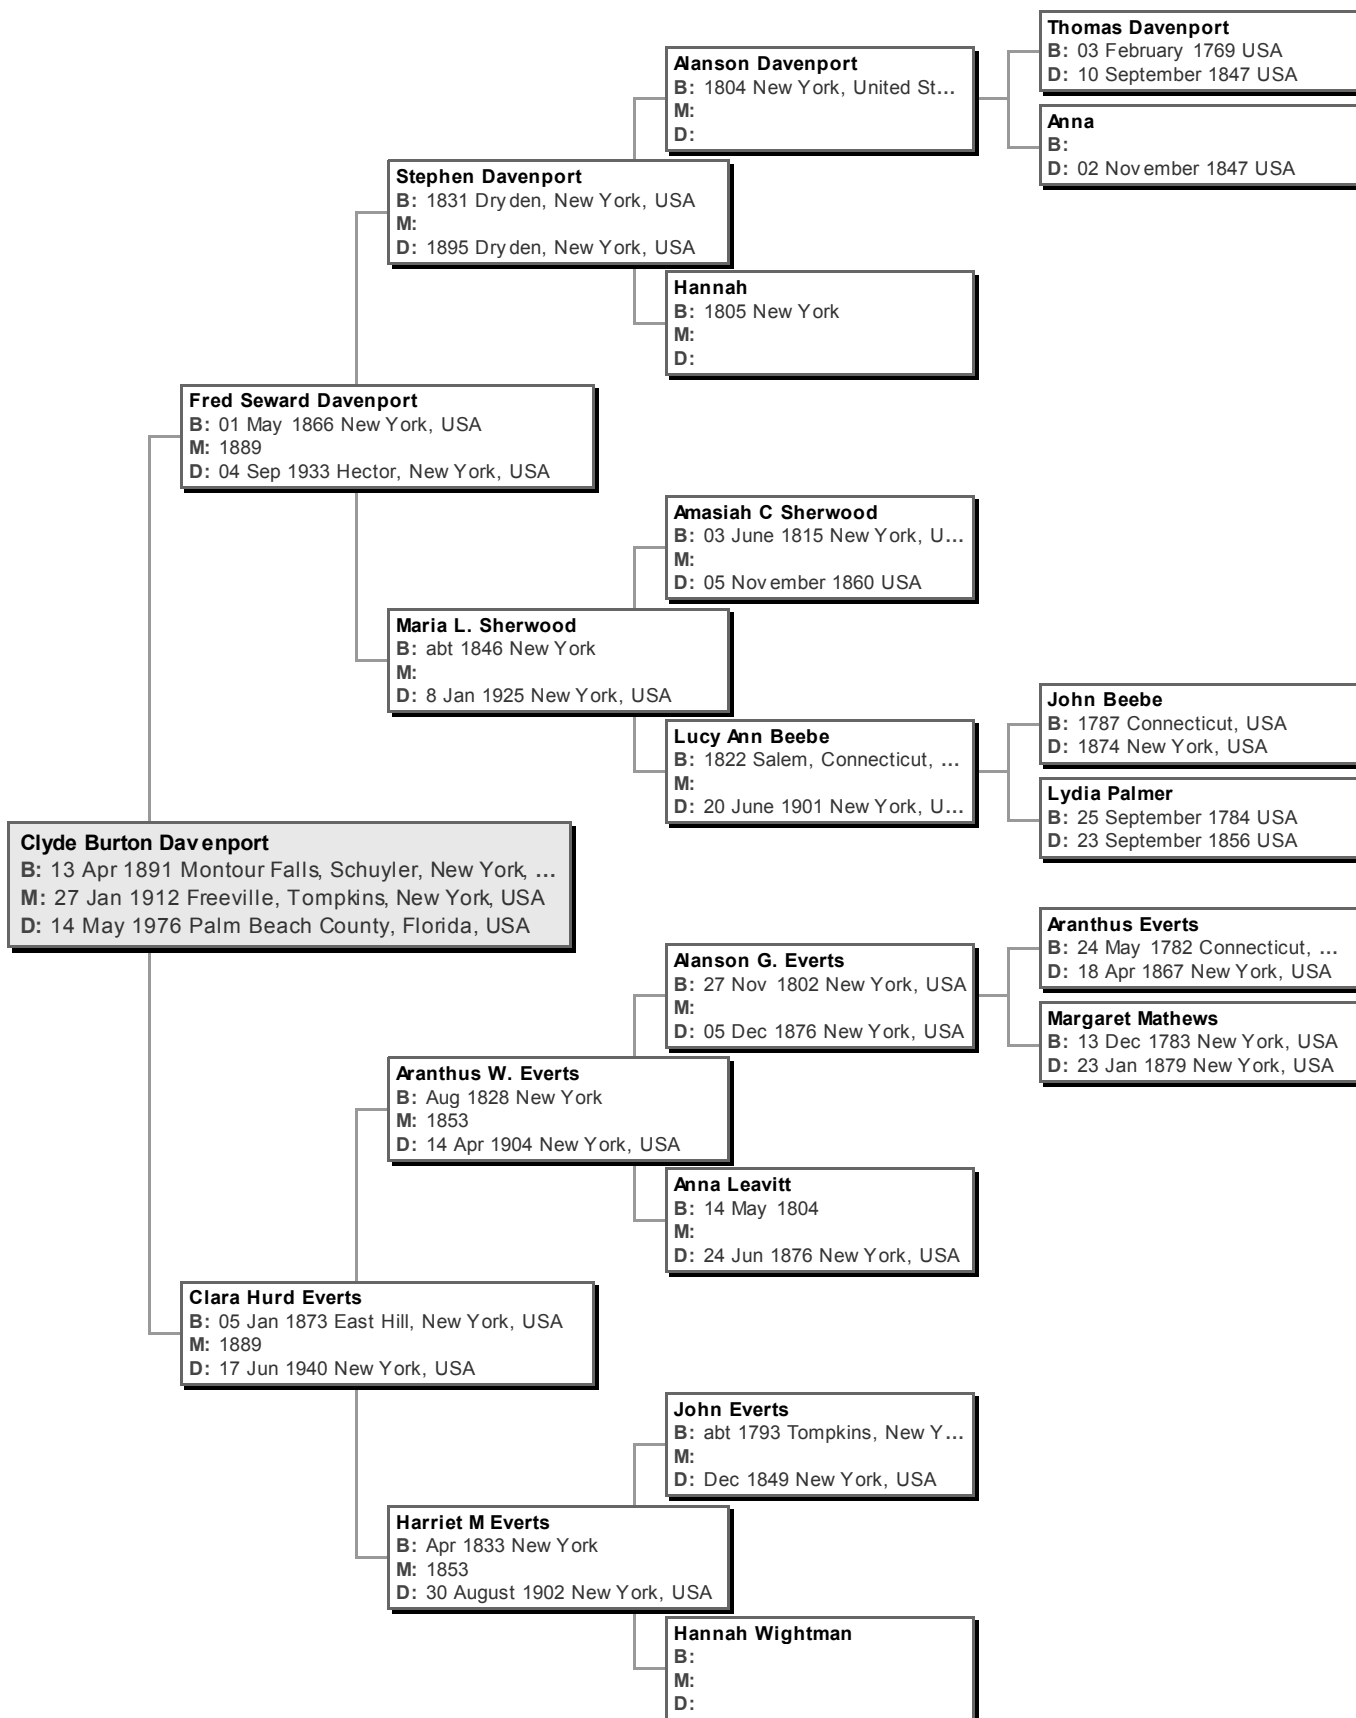 Thomas Davenport
B: 03 February 1769 USA
D: 10 September 1847 USA
Anna
B:
D: 02 November 1847 USA
Alanson Davenport
B: 1804 New York, United St...
M:
D:
Stephen Davenport
B: 1831 Dryden, New York, USA
M:
D: 1895 Dryden, New York, USA
Hannah
B: 1805 New York
M:
D:
Fred Seward Davenport
B: 01 May 1866 New York, USA
M: 1889
D: 04 Sep 1933 Hector, New York, USA
Amasiah C Sherwood
B: 03 June 1815 New York, U...
M:
D: 05 November 1860 USA
Maria L. Sherwood
B: abt 1846 New York
M:
D: 8 Jan 1925 New York, USA
Lucy Ann Beebe
B: 1822 Salem, Connecticut, ...
M:
D: 20 June 1901 New York, U...
John Beebe
B: 1787 Connecticut, USA
D: 1874 New York, USA
Lydia Palmer
B: 25 September 1784 USA
D: 23 September 1856 USA
Clyde Burton Davenport
B: 13 Apr 1891 Montour Falls, Schuyler, New York, ...
M: 27 Jan 1912 Freeville, Tompkins, New York, USA
D: 14 May 1976 Palm Beach County, Florida, USA
Aranthus Everts
B: 24 May 1782 Connecticut, ...
D: 18 Apr 1867 New York, USA
Margaret Mathews
B: 13 Dec 1783 New York, USA
D: 23 Jan 1879 New York, USA
Alanson G. Everts
B: 27 Nov 1802 New York, USA
M:
D: 05 Dec 1876 New York, USA
Aranthus W. Everts
B: Aug 1828 New York
M: 1853
D: 14 Apr 1904 New York, USA
Anna Leavitt
B: 14 May 1804
M:
D: 24 Jun 1876 New York, USA
Clara Hurd Everts
B: 05 Jan 1873 East Hill, New York, USA
M: 1889
D: 17 Jun 1940 New York, USA
John Everts
B: abt 1793 Tompkins, New Y...
M:
D: Dec 1849 New York, USA
Harriet M Everts
B: Apr 1833 New York
M: 1853
D: 30 August 1902 New York, USA
Hannah Wightman
B:
M:
D: